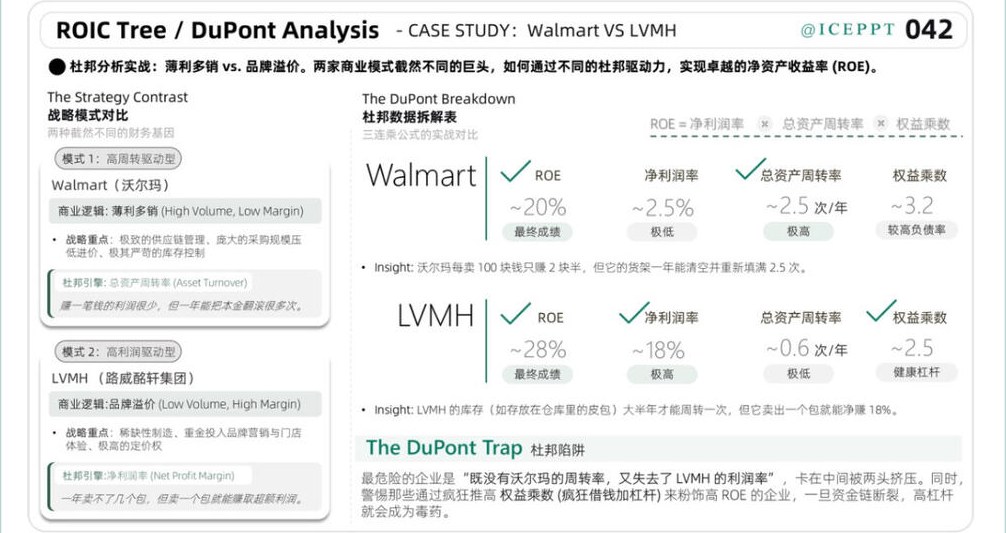 ROIC Tree / DuPont Analysis - CASE STUDY: Walmart VS LVMH @ICEPPT 042
杜邦分析实战：薄利多销 vs. 品牌溢价。两家商业模式截然不同的巨头，如何通过不同的杜邦驱动力，实现卓越的净资产收益率 (ROE)。
The Strategy Contrast
战略模式对比
两种截然不同的财务基因
模式 1：高周转驱动型
Walmart（沃尔玛）
商业逻辑: 薄利多销 (High Volume, Low Margin)
• 战略重点：极致的供应链管理、庞大的采购规模压
低进价、极其严苛的库存控制
杜邦引擎: 总资产周转率 (Asset Turnover)
赚一笔钱的利润很少，但一年能把本金翻滚很多次。
模式 2：高利润驱动型
LVMH （路威酩轩集团）
商业逻辑:品牌溢价 (Low Volume, High Margin)
• 战略重点：稀缺性制造、重金投入品牌营销与门店
体验、极高的定价权
杜邦引擎:净利润率 (Net Profit Margin)
一年卖不了几个包，但卖一个包就能赚取超额利润。
The DuPont Breakdown
杜邦数据拆解表
三连乘公式的实战对比
ROE = 净利润率 × 总资产周转率 × 权益乘数
Walmart
ROE 净利润率 总资产周转率 权益乘数
~20% ~2.5% ~2.5 次/年 ~3.2
最终成绩 极低 极高 较高负债率
• Insight: 沃尔玛每卖 100 块钱只赚 2 块半，但它的货架一年能清空并重新填满 2.5 次。
LVMH
ROE 净利润率 总资产周转率 权益乘数
~28% ~18% ~0.6 次/年 ~2.5
最终成绩 极高 极低 健康杠杆
• Insight: LVMH 的库存（如存放在仓库里的皮包）大半年才能周转一次，但它卖出一个包就能净赚 18%。
The DuPont Trap 杜邦陷阱
最危险的企业是 “既没有沃尔玛的周转率，又失去了 LVMH 的利润率” ，卡在中间被两头挤压。同时，
警惕那些通过疯狂推高 权益乘数 (疯狂借钱加杠杆) 来粉饰高 ROE 的企业，一旦资金链断裂，高杠杆
就会成为毒药。